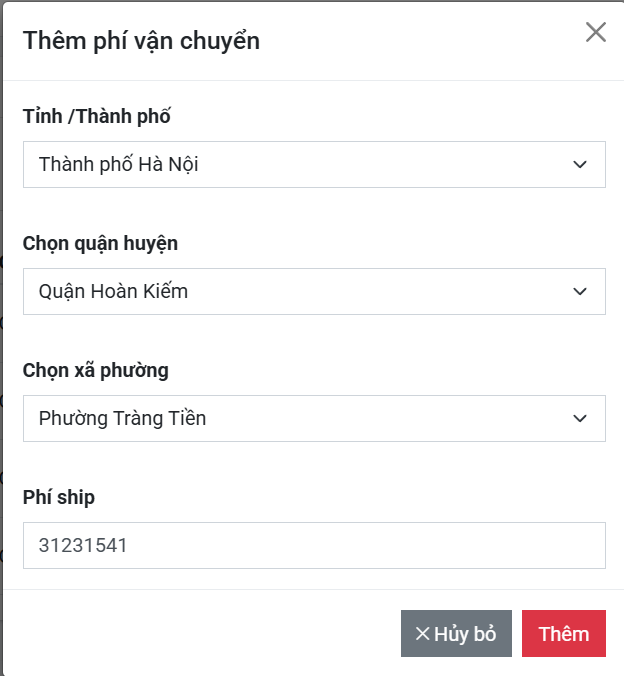 Thêm phí vận chuyển
Tỉnh /Thành phố
Thành phố Hà Nội
Chọn quận huyện
Quận Hoàn Kiếm
Chọn xã phường
Phường Tràng Tiền
Phí ship
31231541
Hủy bỏ Thêm